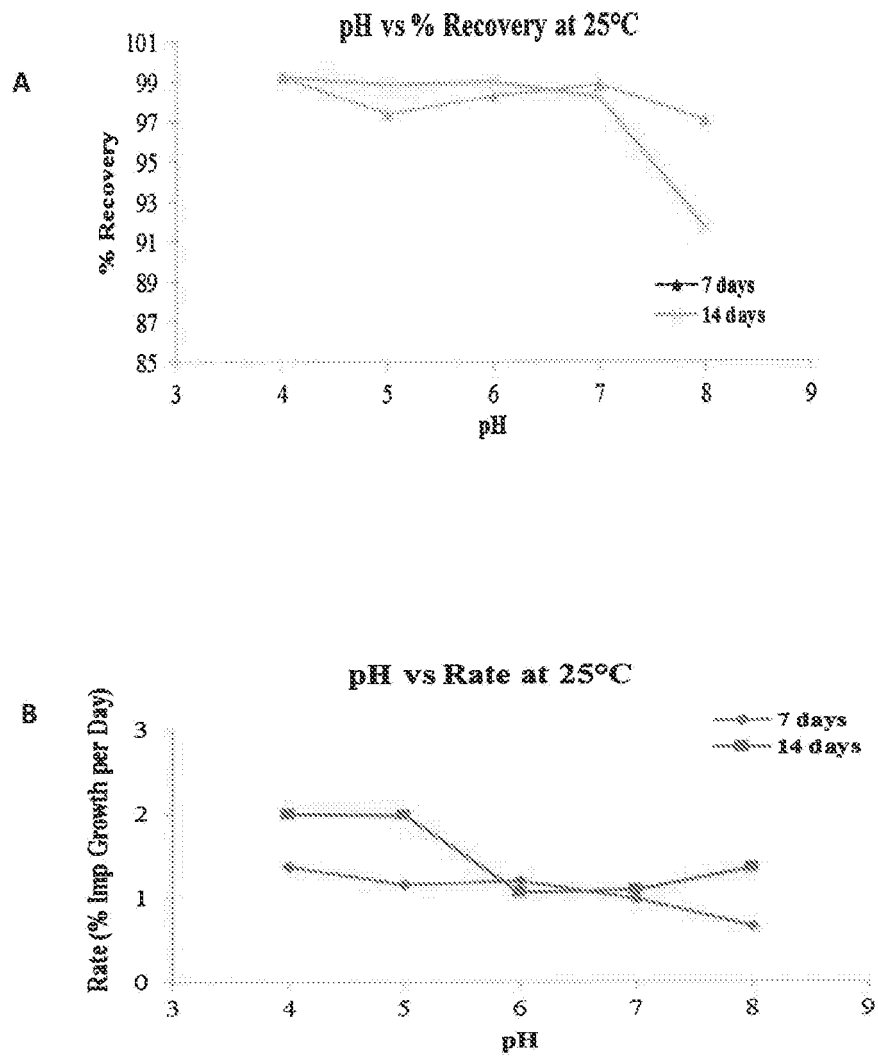 pH vs % Recovery at 25°C
A
101
99
97
95
93
91
89
87
85
% Recovery
7 days
14 days
3 4 5 6 7 8 9
pH
pH vs Rate at 25°C
B
7 days
14 days
3
2
1
0
Rate (% Imp Growth per Day)
3 4 5 6 7 8 9
pH